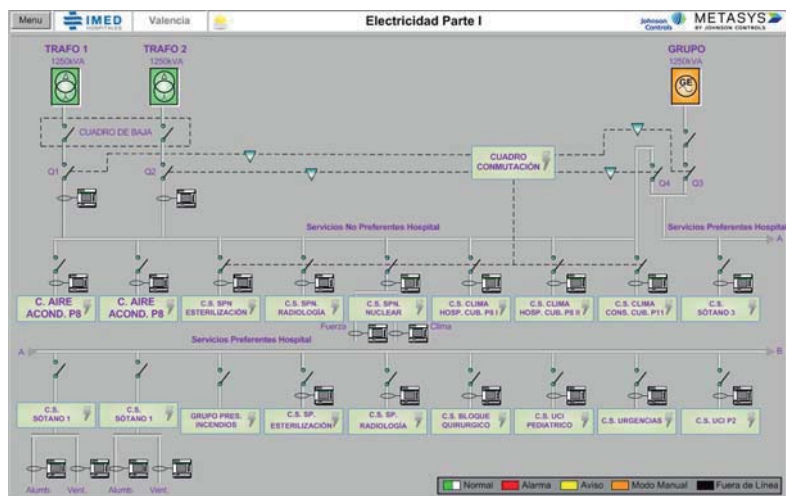 Menu
IMED
HOSPITALES
Valencia
Electricidad Parte I
Johnson
Controls
METASYS
BY JOHNSON CONTROLS
TRAFO 1
1250kVA
TRAFO 2
1250kVA
GRUPO
1250kVA
GE
CUADRO DE BAJA
CUADRO
CONMUTACIÓN
Q1
Q2
Q4
Q3
Servicios No Preferentes Hospital
Servicios Preferentes Hospital
A
C. AIRE
ACOND. P8
C. AIRE
ACOND. P8
C.S. SPN
ESTERILIZACIÓN
C.S. SPN.
RADIOLOGÍA
C.S. SPN.
NUCLEAR
C.S. CLIMA
HOSP. CUB. P8 I
C.S. CLIMA
HOSP. CUB. P8 II
C.S. CLIMA
CONS. CUB. P11
C.S.
SÓTANO 3
Fuerza
Clima
Servicios Preferentes Hospital
A
B
C.S.
SÓTANO 1
C.S.
SÓTANO 1
GRUPO PRES.
INCENDIOS
C.S. SP.
ESTERILIZACIÓN
C.S. SP.
RADIOLOGÍA
C.S. BLOQUE
QUIRURGICO
C.S. UCI
PEDIATRICO
C.S. URGENCIAS
C.S. UCI P2
Alumb.
Vent.
Alumb.
Vent.
Normal
Alarma
Aviso
Modo Manual
Fuera de Línea